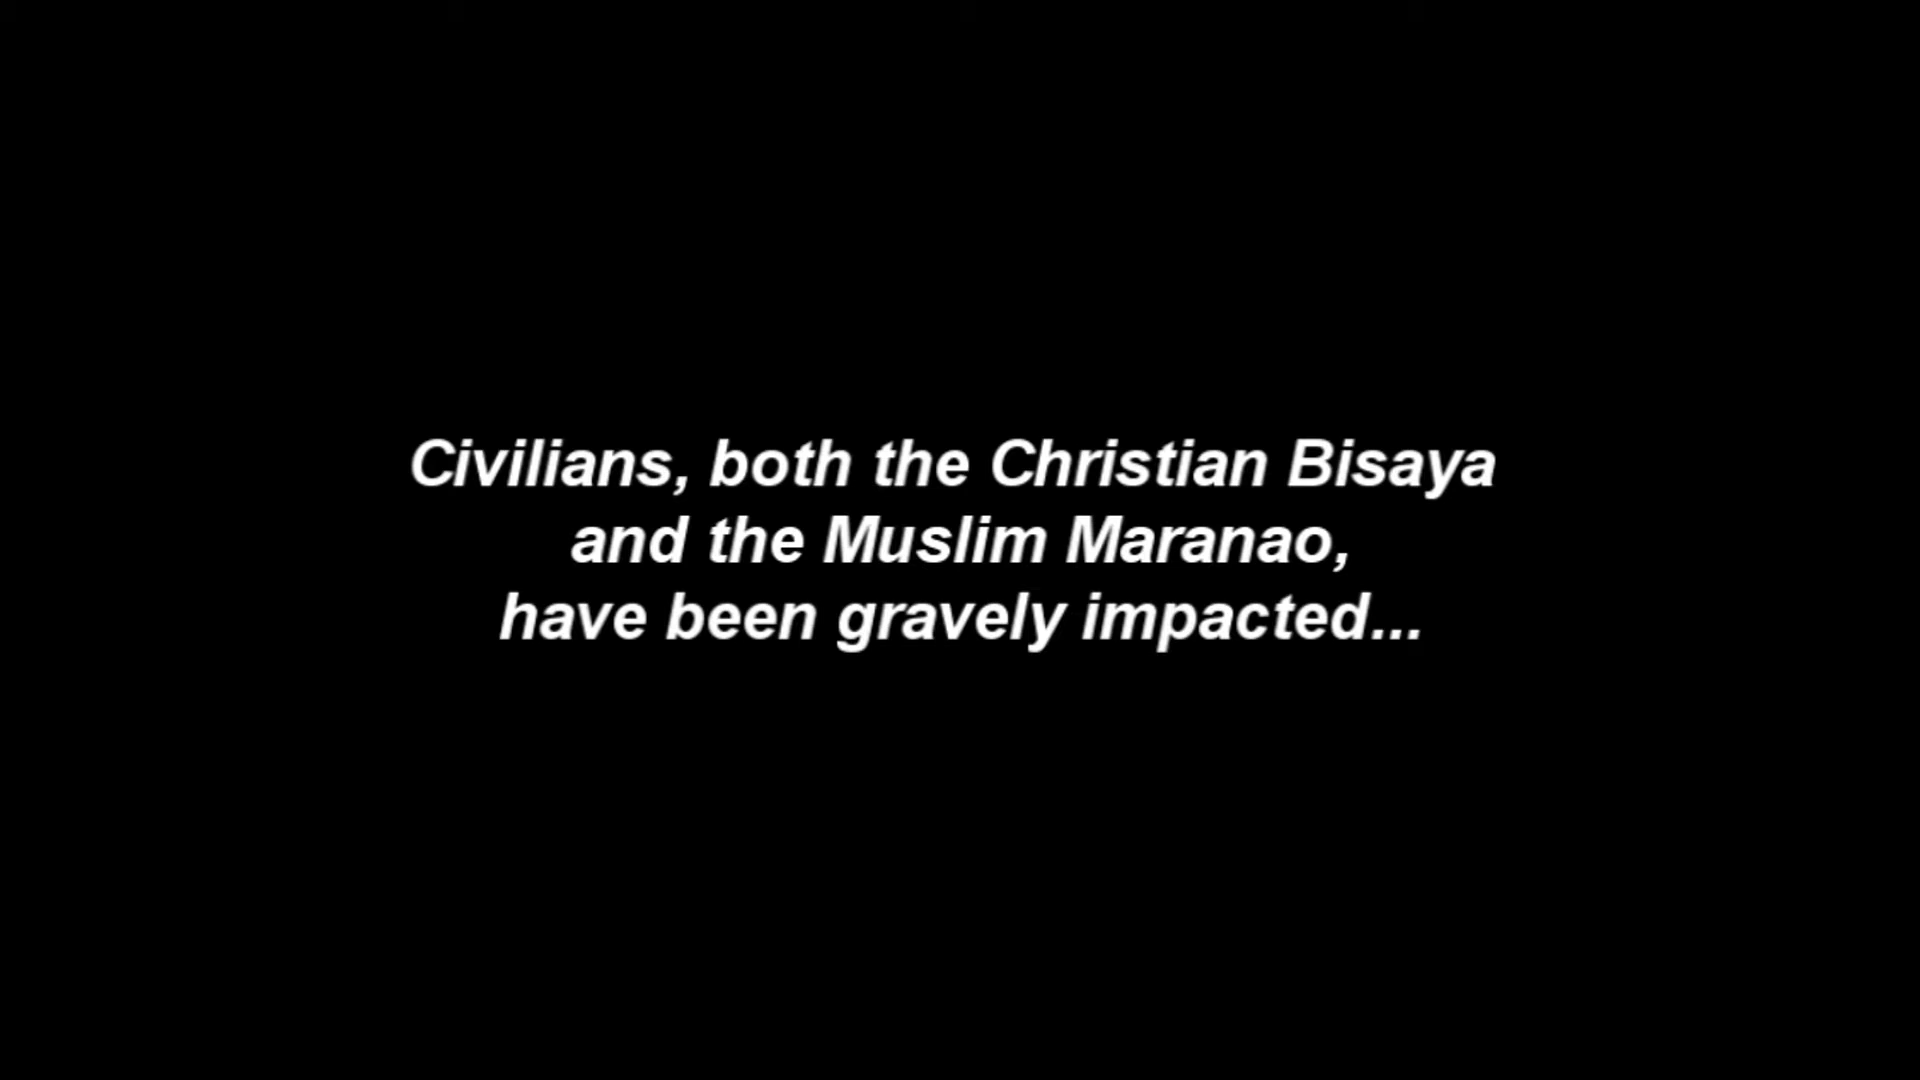 Civilians, both the Christian Bisaya
and the Muslim Maranao,
have been gravely impacted...